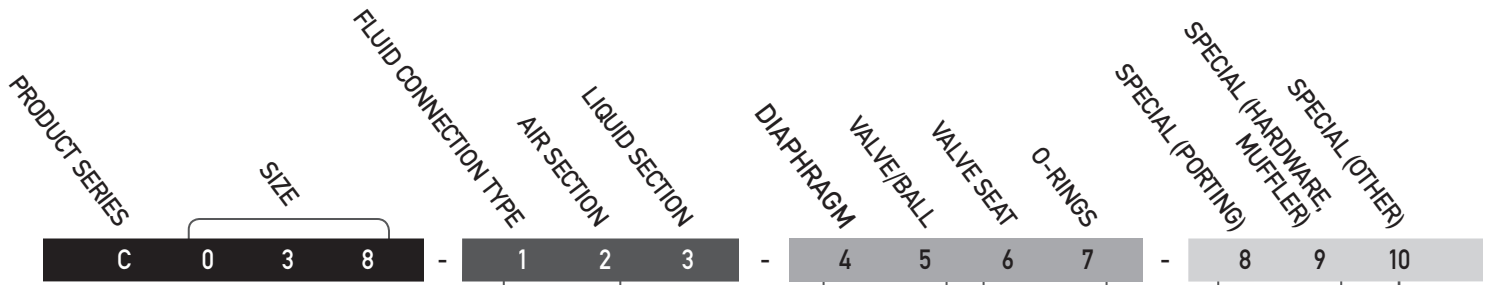 PRODUCT SERIES
SIZE
FLUID CONNECTION TYPE
AIR SECTION
LIQUID SECTION
DIAPHRAGM
VALVE/BALL
VALVE SEAT
O-RINGS
SPECIAL (PORTING)
SPECIAL (HARDWARE,
MUFFLER)
SPECIAL (OTHER)
C 0 3 8 - 1 2 3 - 4 5 6 7 - 8 9 10